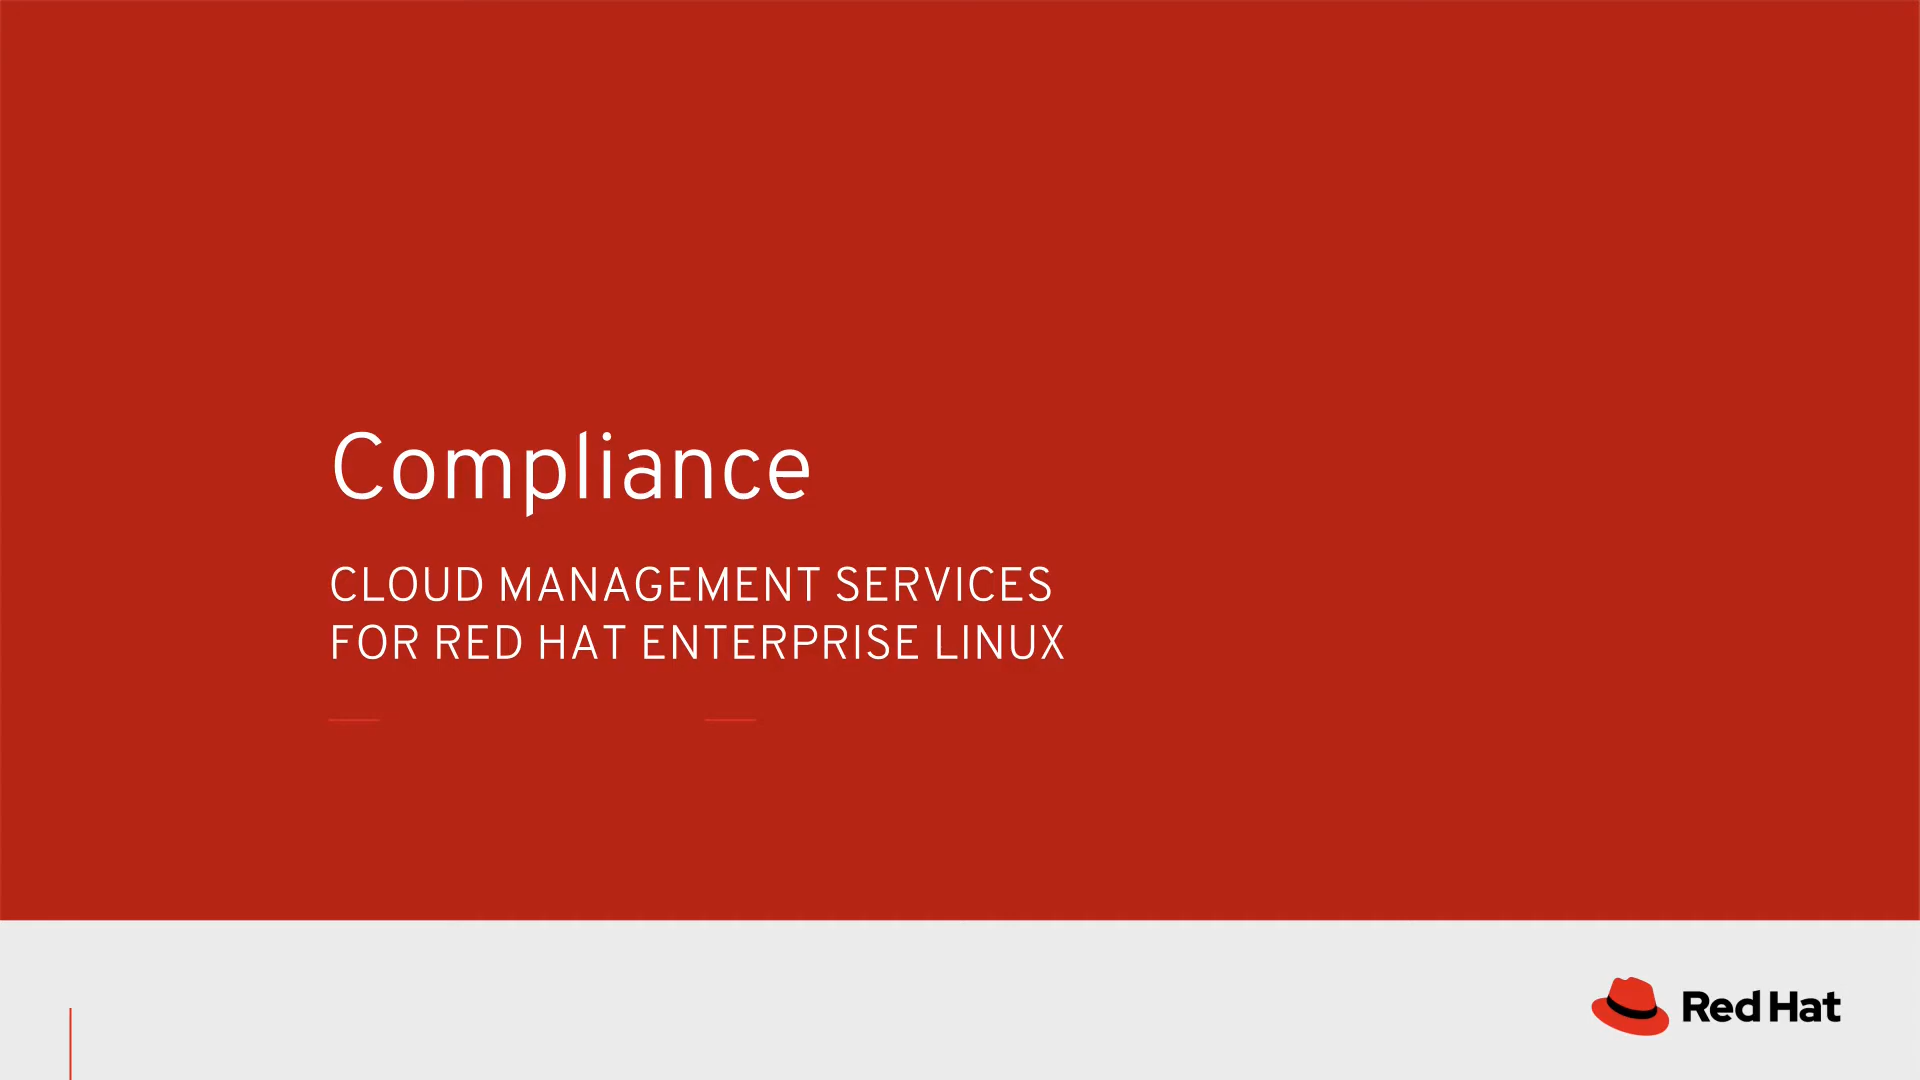 Compliance
CLOUD MANAGEMENT SERVICES
FOR RED HAT ENTERPRISE LINUX
Red Hat